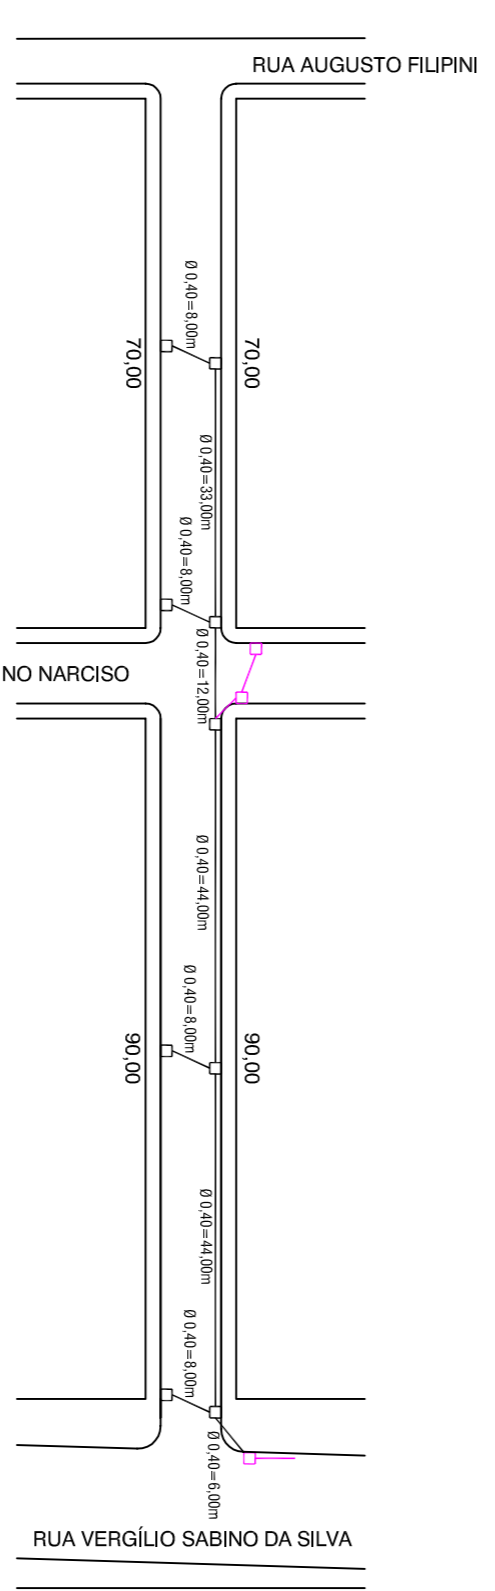 RUA AUGUSTO FILIPINI
Ø 0,40=8,00m
70,00
70,00
Ø 0,40=33,00m
Ø 0,40=8,00m
Ø 0,40=12,00m
NO NARCISO
Ø 0,40=44,00m
Ø 0,40=8,00m
90,00
90,00
Ø 0,40=44,00m
Ø 0,40=8,00m
Ø 0,40=6,00m
RUA VERGÍLIO SABINO DA SILVA